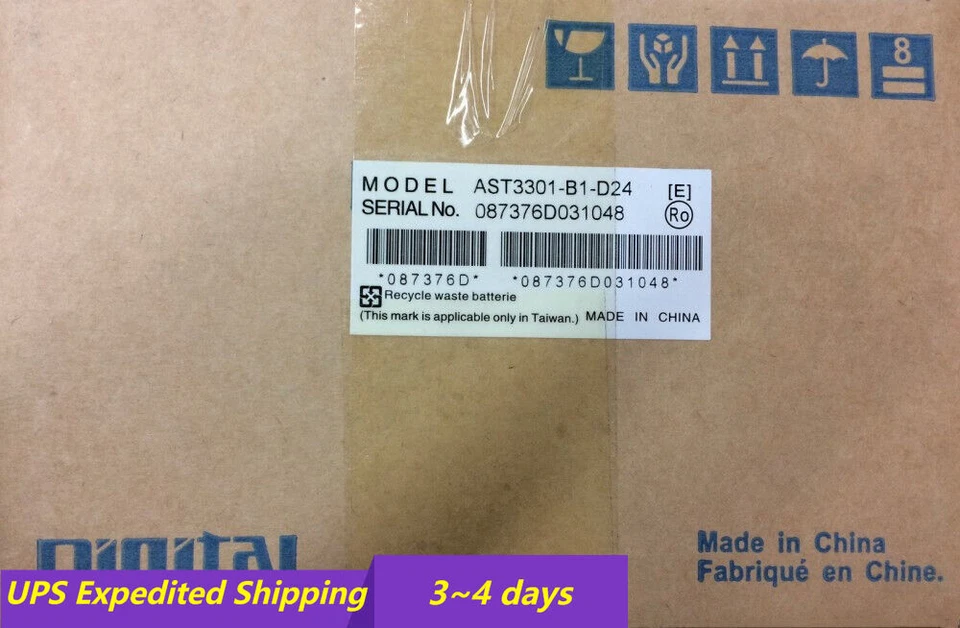 8
MODEL AST3301-B1-D24 [E]
SERIAL No. 087376D031048 Ro
*087376D* *087376D031048*
Recycle waste batterie
(This mark is applicable only in Taiwan.) MADE IN CHINA
DIGITAL
Made in China
Fabriqué en Chine.
UPS Expedited Shipping 3~4 days